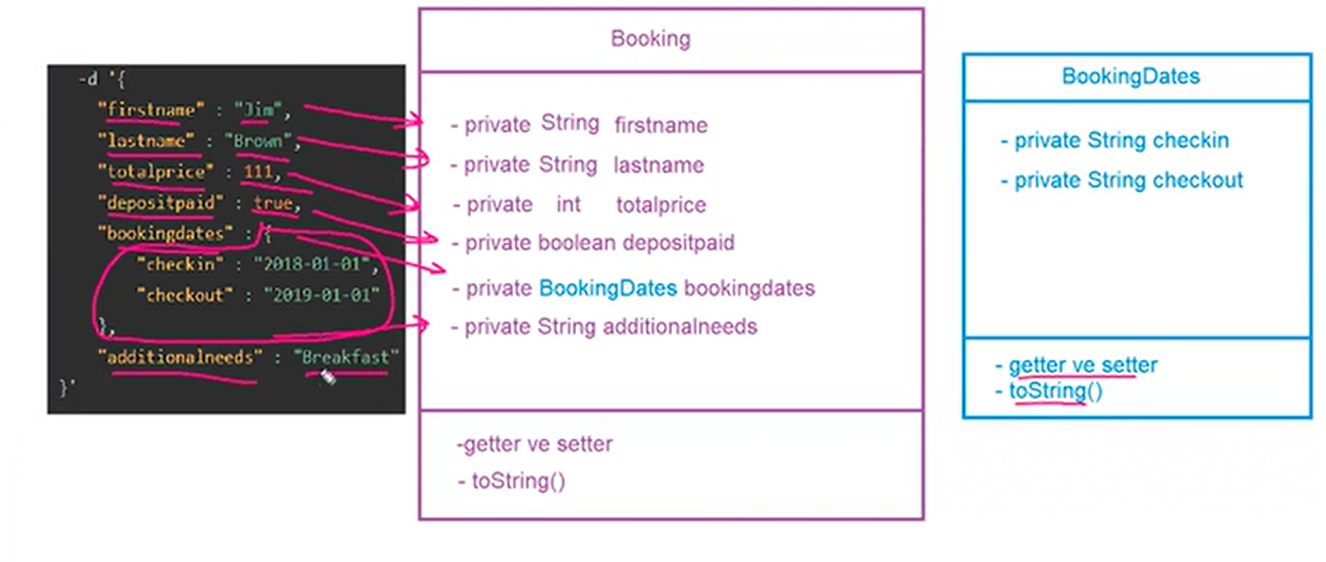 -d '{
"firstname" : "Jim",
"lastname" : "Brown",
"totalprice" : 111,
"depositpaid" : true,
"bookingdates" : {
"checkin" : "2018-01-01",
"checkout" : "2019-01-01"
},
"additionalneeds" : "Breakfast"
}'
Booking
- private String firstname
- private String lastname
- private int totalprice
- private boolean depositpaid
- private BookingDates bookingdates
- private String additionalneeds
-getter ve setter
- toString()
BookingDates
- private String checkin
- private String checkout
- getter ve setter
- toString()